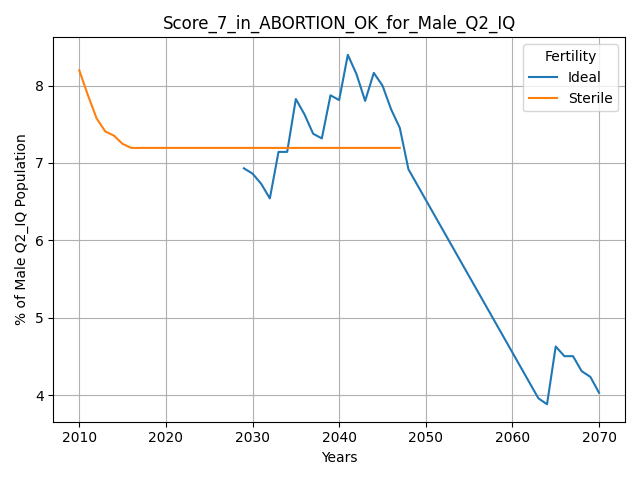 Score_7_in_ABORTION_OK_for_Male_Q2_IQ
Fertility
Ideal
Sterile
% of Male Q2_IQ Population
8
7
6
5
4
2010 2020 2030 2040 2050 2060 2070
Years